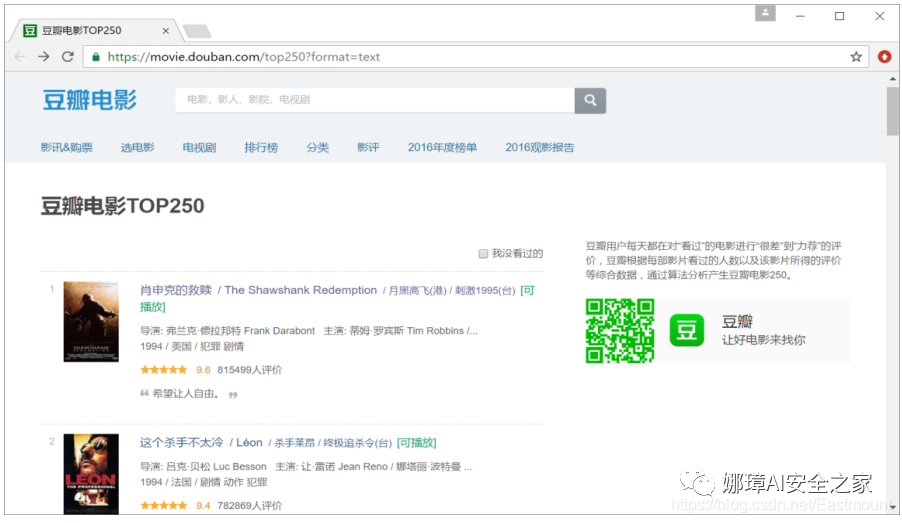 豆瓣电影TOP250
娜璋
https://movie.douban.com/top250?format=text
豆瓣电影
电影、影人、影院、电视剧
影讯&购票 选电影 电视剧 排行榜 分类 影评 2016年度榜单 2016观影报告
豆瓣电影TOP250
我没看过的
1
肖申克的救赎 / The Shawshank Redemption / 月黑高飞(港) / 刺激1995(台) [可
播放]
导演: 弗兰克·德拉邦特 Frank Darabont 主演: 蒂姆·罗宾斯 Tim Robbins /...
1994 / 美国 / 犯罪 剧情
9.6 815499人评价
“ 希望让人自由。 ”
2
这个杀手不太冷 / Léon / 杀手莱昂 / 终极追杀令(台) [可播放]
导演: 吕克·贝松 Luc Besson 主演: 让·雷诺 Jean Reno / 娜塔丽·波特曼 ...
1994 / 法国 / 剧情 动作 犯罪
9.4 782869人评价
LEON
THE PROFESSIONAL
豆瓣用户每天都在对“看过”的电影进行“很差”到“力荐”的评
价，豆瓣根据每部影片看过的人数以及该影片所得的评价
等综合数据，通过算法分析产生豆瓣电影250。
豆
豆瓣
让好电影来找你
娜璋AI安全之家
https://blog.csdn.net/Eastmount